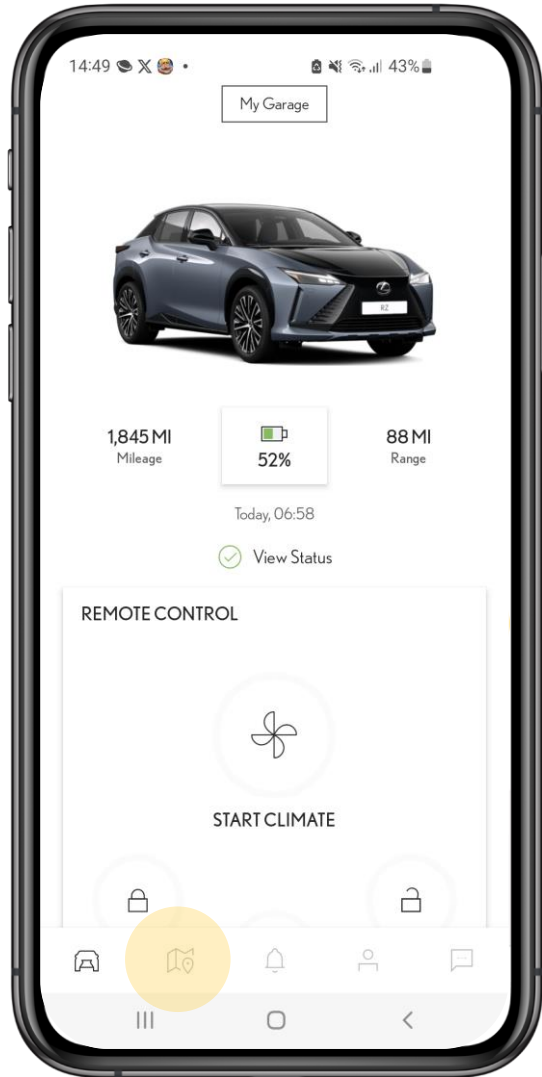 14:49 43%
My Garage
RZ
1,845 MI 52% 88 MI
Mileage Range
Today, 06:58
View Status
REMOTE CONTROL
START CLIMATE